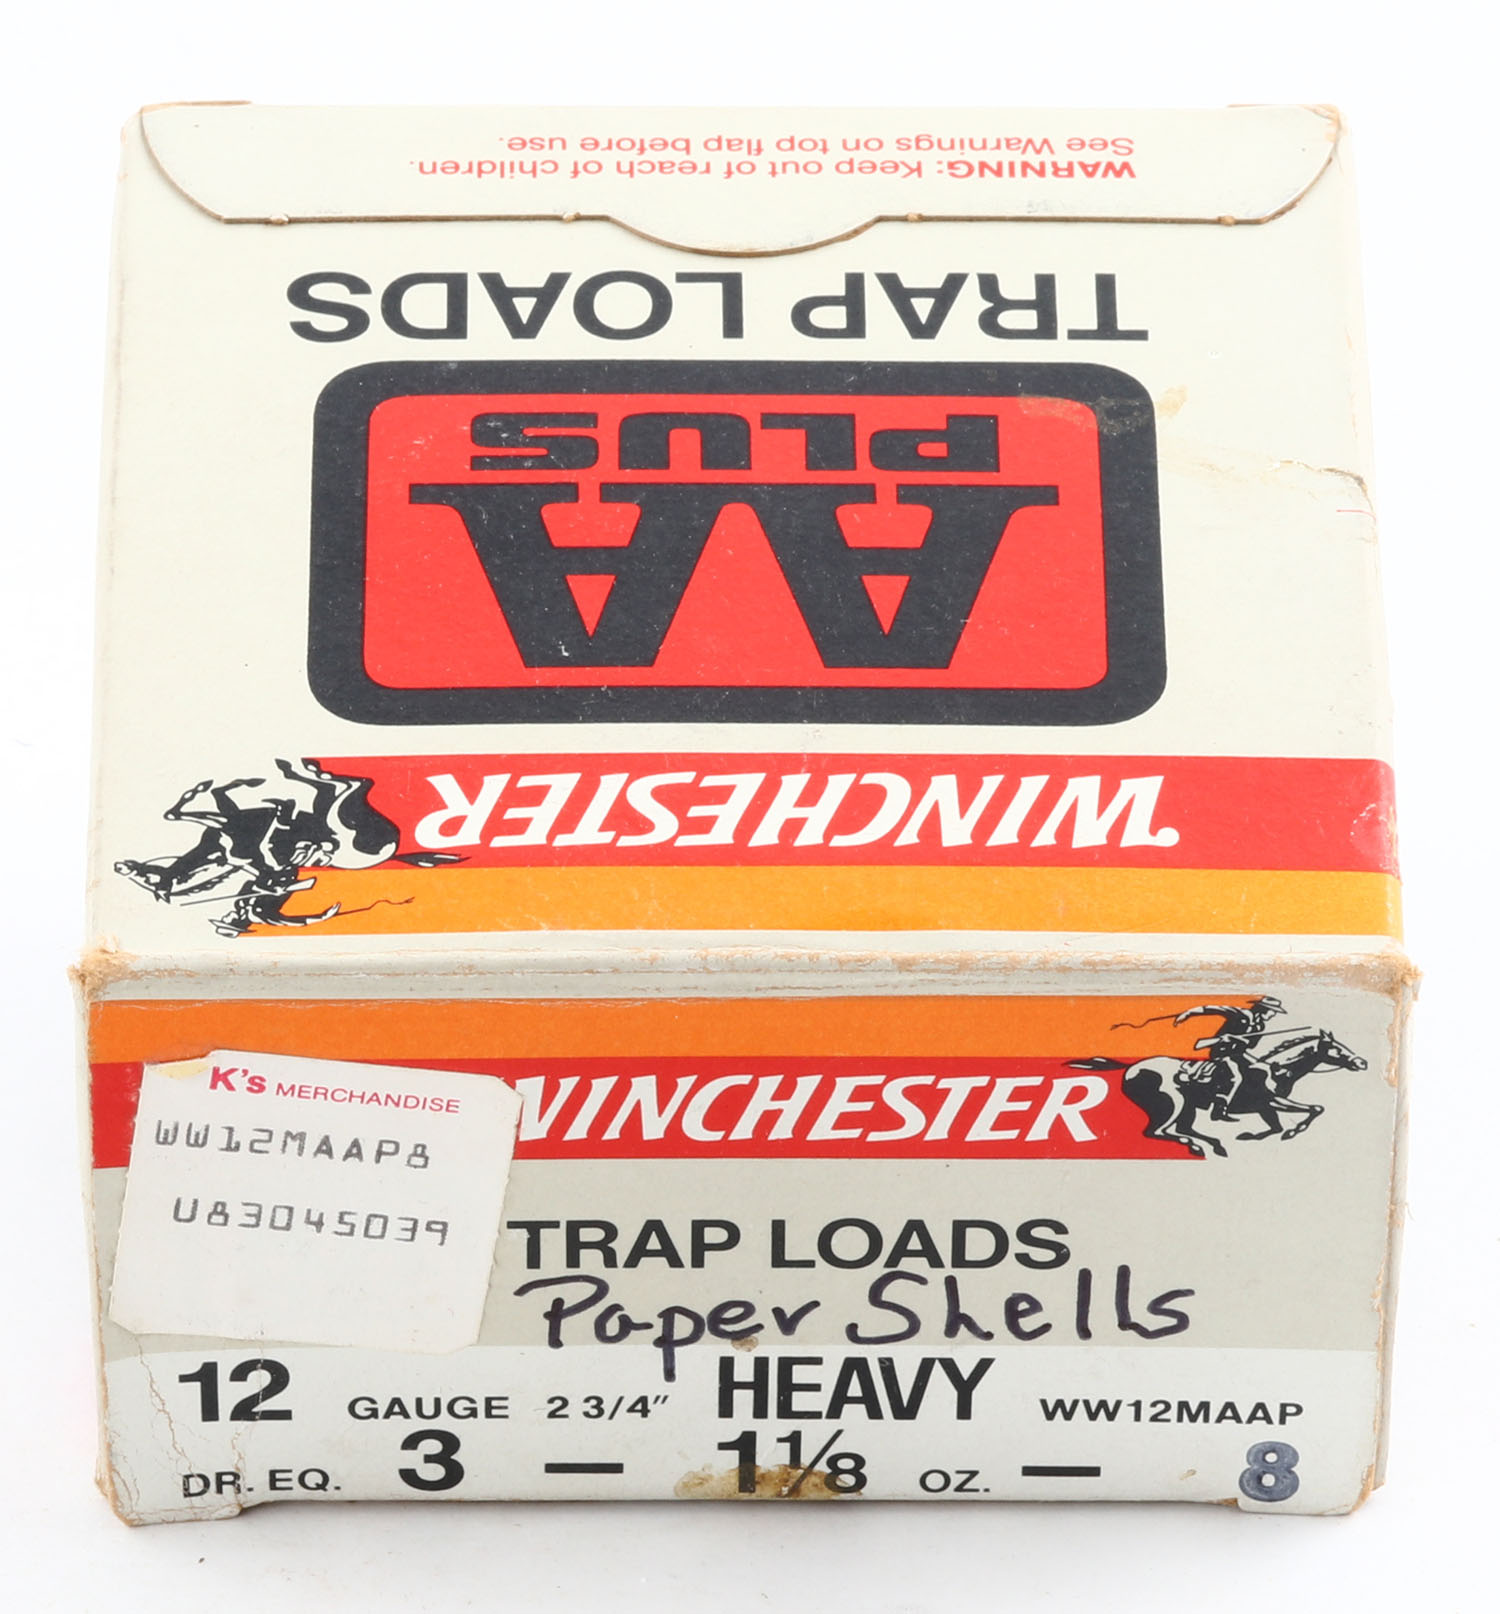 WARNING: Keep out of reach of children.
See Warnings on top flap before use.
TRAP LOADS
AA
PLUS
WINCHESTER
K's MERCHANDISE
WW12MAAP8
U83045039
WINCHESTER
TRAP LOADS
Paper Shells
12 GAUGE 2 3/4" HEAVY WW12MAAP
DR. EQ. 3 — 1 1/8 OZ. — 8